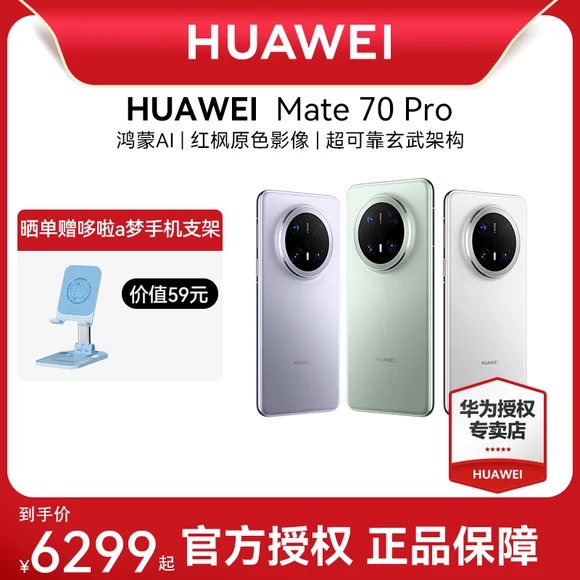 HUAWEI
HUAWEI Mate 70 Pro
鸿蒙AI | 红枫原色影像 | 超可靠玄武架构
晒单赠哆啦a梦手机支架
价值59元
HUAWEI
HUAWEI
HUAWEI
华为授权
专卖店
★★★★★
HUAWEI
到手价
¥6299起
官方授权 正品保障